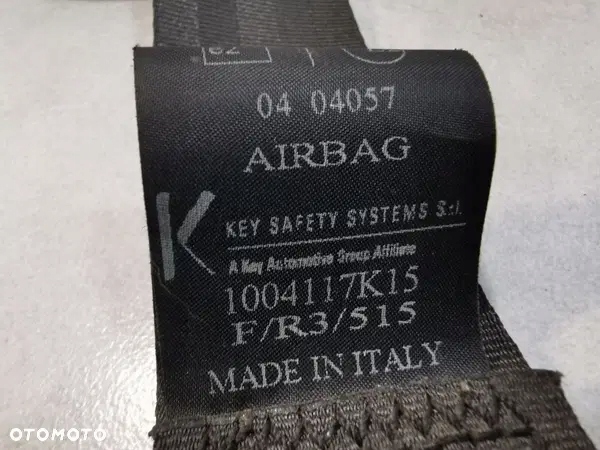 04 04057
AIRBAG
K
KEY SAFETY SYSTEMS S.r.l.
A Key Automotive Group Affiliate
1004117K15
F/R3/515
MADE IN ITALY
OTOMOTO